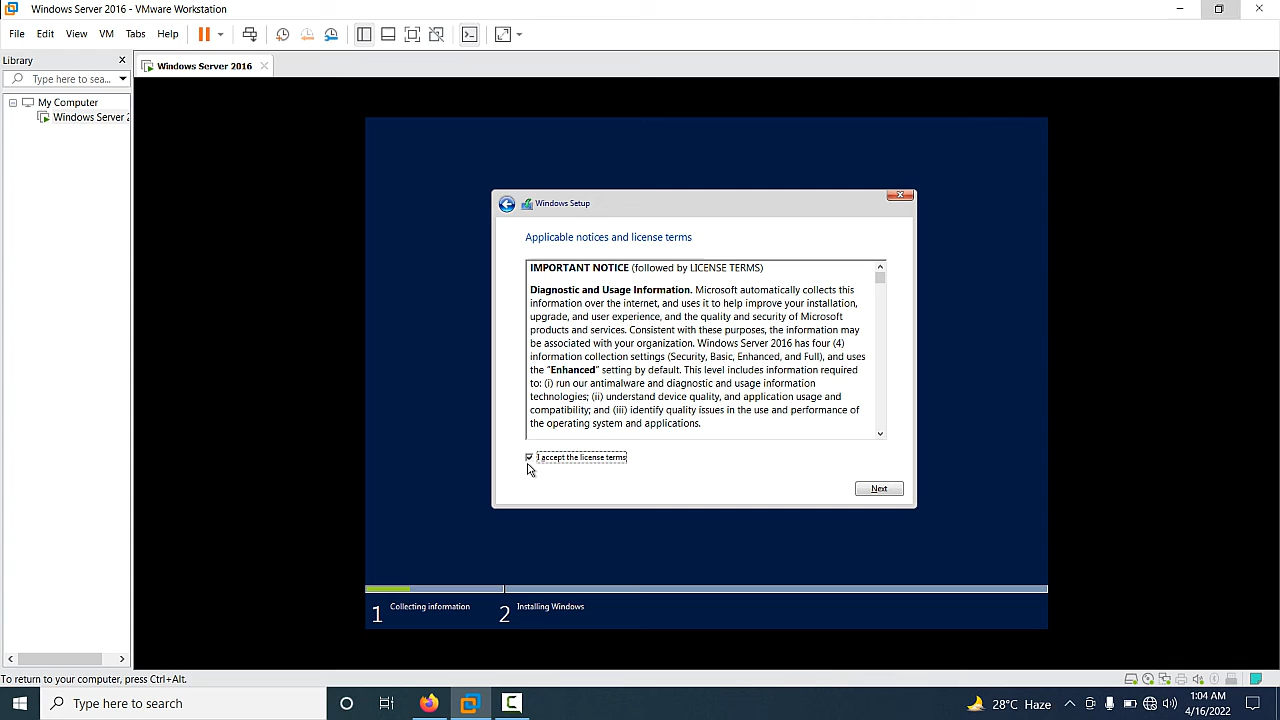 Windows Server 2016 - VMware Workstation
File Edit View VM Tabs Help
Library
Type here to sea...
Windows Server 2016
My Computer
Windows Server 2
Windows Setup
Applicable notices and license terms
IMPORTANT NOTICE (followed by LICENSE TERMS)
Diagnostic and Usage Information. Microsoft automatically collects this
information over the internet, and uses it to help improve your installation,
upgrade, and user experience, and the quality and security of Microsoft
products and services. Consistent with these purposes, the information may
be associated with your organization. Windows Server 2016 has four (4)
information collection settings (Security, Basic, Enhanced, and Full), and uses
the “Enhanced” setting by default. This level includes information required
to: (i) run our antimalware and diagnostic and usage information
technologies; (ii) understand device quality, and application usage and
compatibility; and (iii) identify quality issues in the use and performance of
the operating system and applications.
I accept the license terms
Next
1 Collecting information 2 Installing Windows
To return to your computer, press Ctrl+Alt.
Type here to search
28°C Haze
1:04 AM
4/16/2022